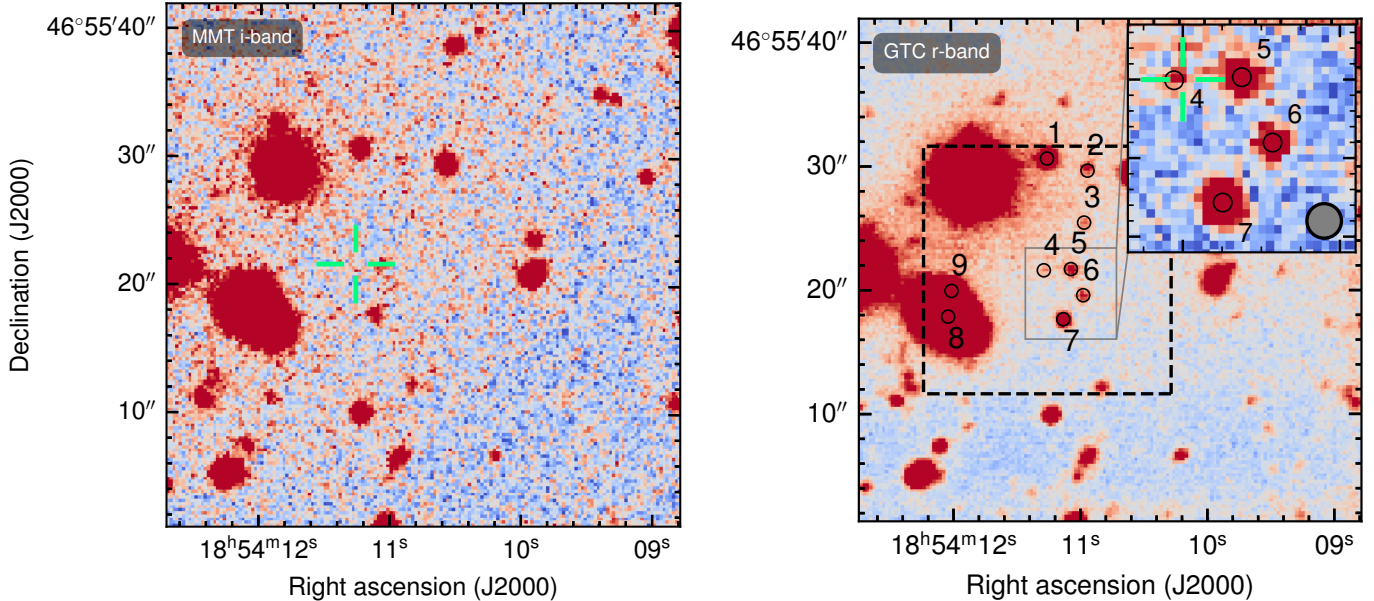 MMT i-band
46°55′40″
30″
20″
10″
18ʰ54ᵐ12ˢ
11ˢ
10ˢ
09ˢ
Right ascension (J2000)
Declination (J2000)
GTC r-band
46°55′40″
30″
20″
10″
18ʰ54ᵐ12ˢ
11ˢ
10ˢ
09ˢ
Right ascension (J2000)
1
2
3
4
5
6
7
8
9
4
5
6
7